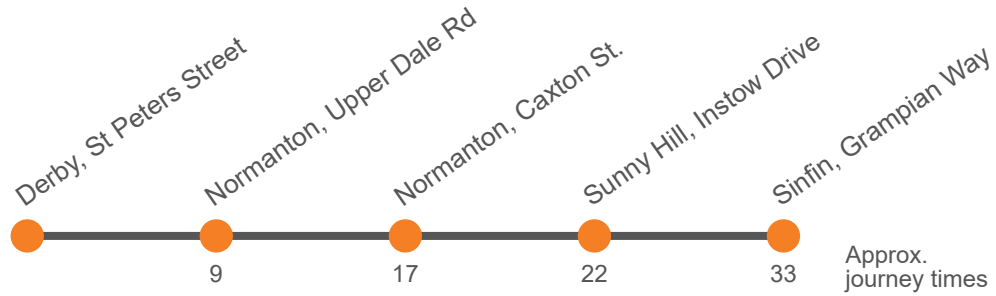 Derby, St Peters Street
Normanton, Upper Dale Rd
Normanton, Caxton St.
Sunny Hill, Instow Drive
Sinfin, Grampian Way
9
17
22
33
Approx.
journey times